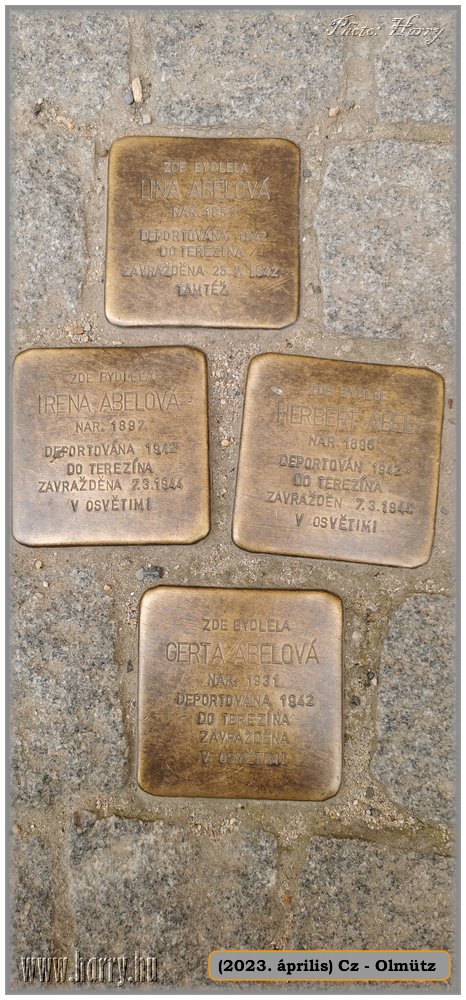 Photo: Harry
ZDE BYDLELA
LINA ABELOVÁ
NAR. 1857
DEPORTOVÁNA 1942
DO TEREZÍNA
ZAVRAŽDĚNA 25.7.1942
TAMTÉŽ
ZDE BYDLELA
IRENA ABELOVÁ
NAR. 1897
DEPORTOVÁNA 1942
DO TEREZÍNA
ZAVRAŽDĚNA 7.3.1944
V OSVĚTIMI
ZDE BYDLEL
HERBERT ABEL
NAR. 1886
DEPORTOVÁN 1942
DO TEREZÍNA
ZAVRAŽDĚN 7.3.1944
V OSVĚTIMI
ZDE BYDLELA
GERTA ABELOVÁ
NAR. 1931
DEPORTOVÁNA 1942
DO TEREZÍNA
ZAVRAŽDĚNA
V OSVĚTIMI
www.horry.hu
(2023. április) Cz - Olmütz